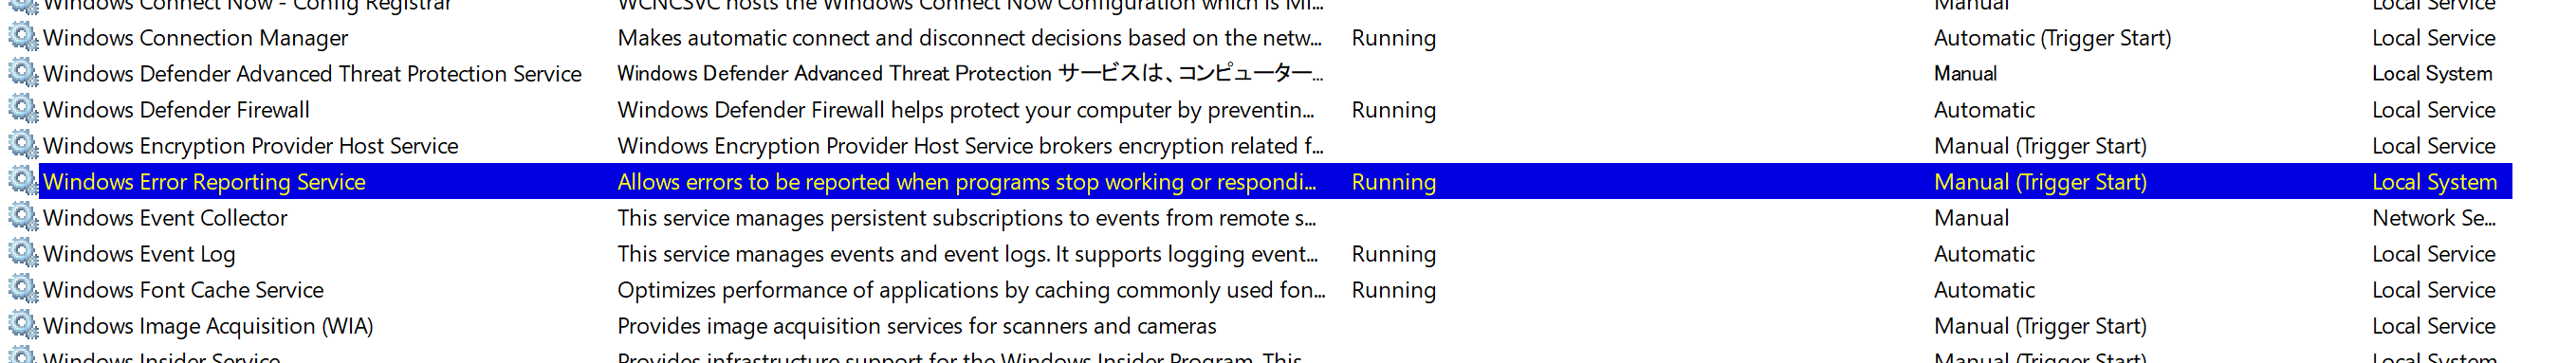 Windows Connect Now - Config Registrar WCNCSVC hosts the Windows Connect Now Configuration which is Mi... Manual Local Service
Windows Connection Manager Makes automatic connect and disconnect decisions based on the netw... Running Automatic (Trigger Start) Local Service
Windows Defender Advanced Threat Protection Service Windows Defender Advanced Threat Protection サービスは、コンピューター... Manual Local System
Windows Defender Firewall Windows Defender Firewall helps protect your computer by preventin... Running Automatic Local Service
Windows Encryption Provider Host Service Windows Encryption Provider Host Service brokers encryption related f... Manual (Trigger Start) Local Service
Windows Error Reporting Service Allows errors to be reported when programs stop working or respondi... Running Manual (Trigger Start) Local System
Windows Event Collector This service manages persistent subscriptions to events from remote s... Manual Network Se...
Windows Event Log This service manages events and event logs. It supports logging event... Running Automatic Local Service
Windows Font Cache Service Optimizes performance of applications by caching commonly used fon... Running Automatic Local Service
Windows Image Acquisition (WIA) Provides image acquisition services for scanners and cameras Manual (Trigger Start) Local Service
Windows Insider Service Provides infrastructure support for the Windows Insider Program. This... Manual (Trigger Start) Local System